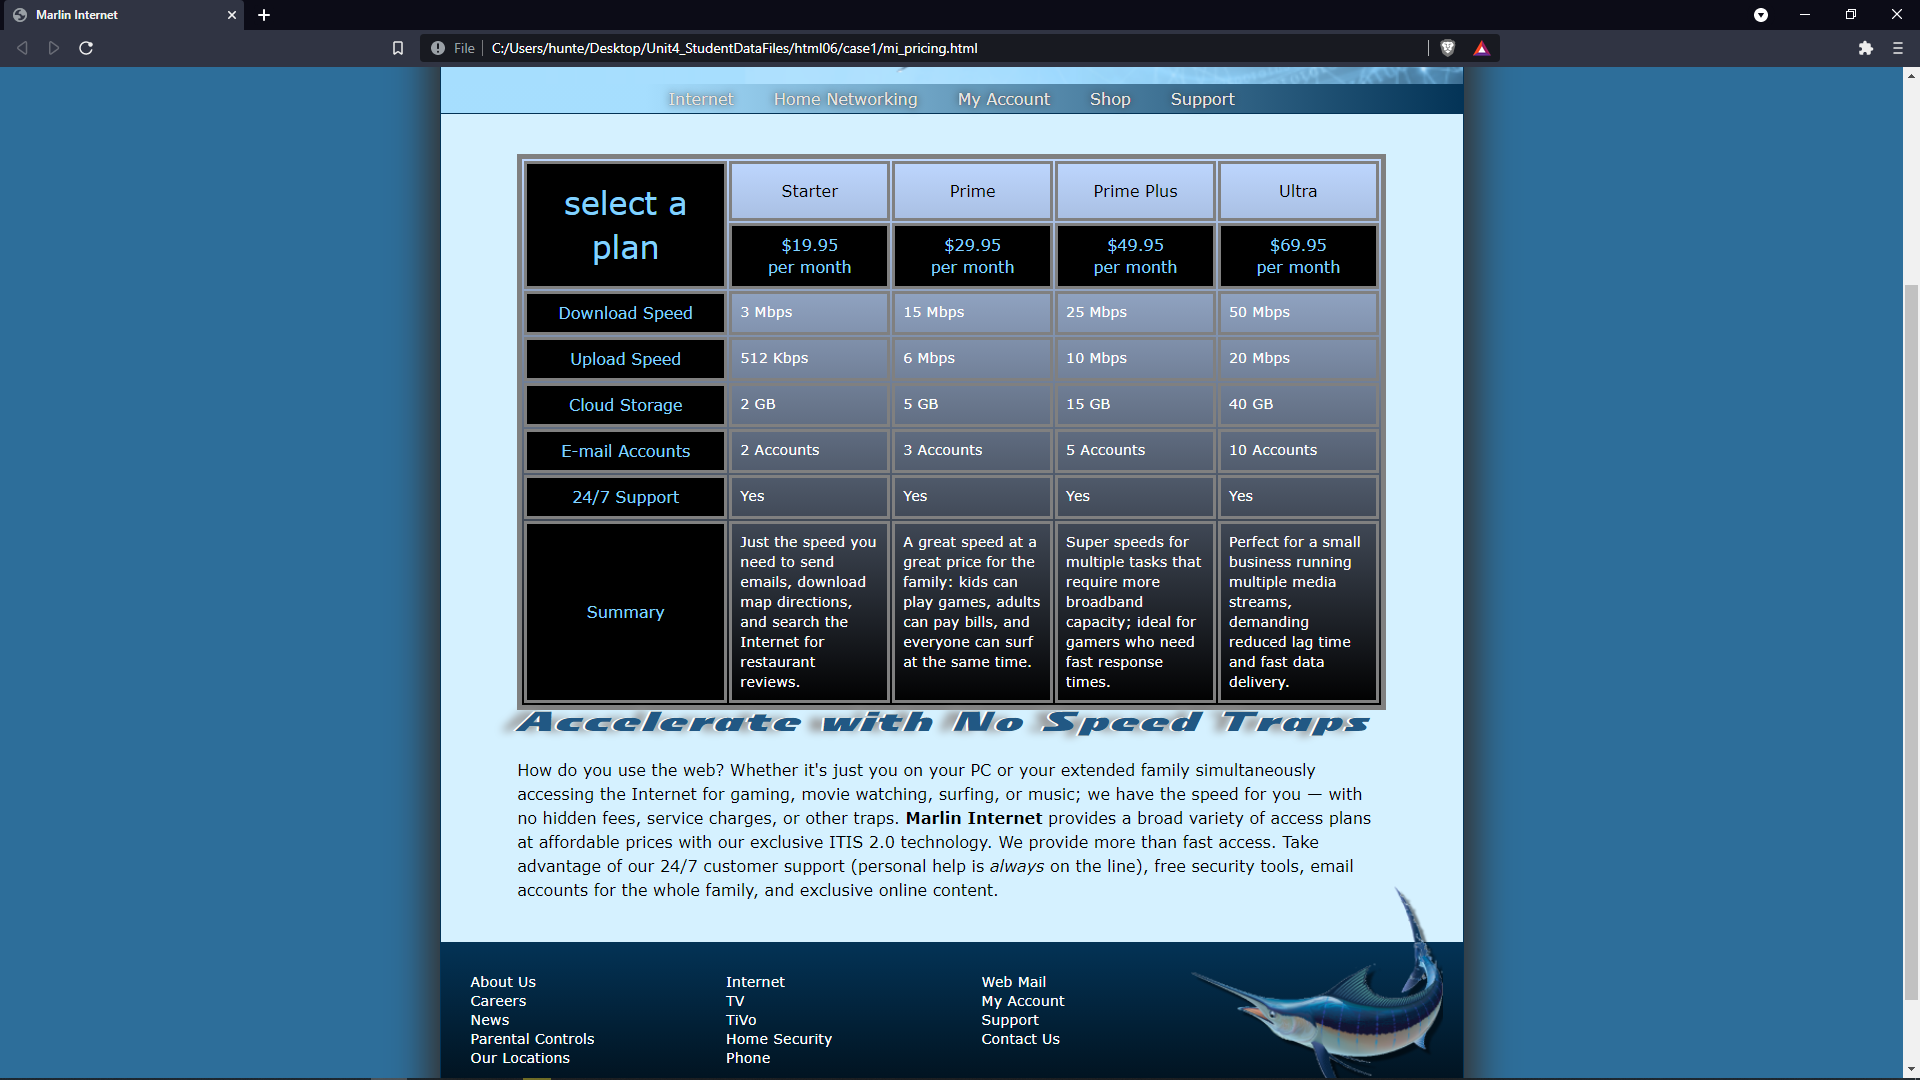 Marlin Internet
File
C:/Users/hunte/Desktop/Unit4_StudentDataFiles/html06/case1/mi_pricing.html
Internet Home Networking My Account Shop Support
select a
plan
Starter Prime Prime Plus Ultra
$19.95 $29.95 $49.95 $69.95
per month per month per month per month
Download Speed 3 Mbps 15 Mbps 25 Mbps 50 Mbps
Upload Speed 512 Kbps 6 Mbps 10 Mbps 20 Mbps
Cloud Storage 2 GB 5 GB 15 GB 40 GB
E-mail Accounts 2 Accounts 3 Accounts 5 Accounts 10 Accounts
24/7 Support Yes Yes Yes Yes
Summary
Just the speed you
need to send
emails, download
map directions,
and search the
Internet for
restaurant
reviews.
A great speed at a
great price for the
family: kids can
play games, adults
can pay bills, and
everyone can surf
at the same time.
Super speeds for
multiple tasks that
require more
broadband
capacity; ideal for
gamers who need
fast response
times.
Perfect for a small
business running
multiple media
streams,
demanding
reduced lag time
and fast data
delivery.
Accelerate with No Speed Traps
How do you use the web? Whether it's just you on your PC or your extended family simultaneously
accessing the Internet for gaming, movie watching, surfing, or music; we have the speed for you — with
no hidden fees, service charges, or other traps. Marlin Internet provides a broad variety of access plans
at affordable prices with our exclusive ITIS 2.0 technology. We provide more than fast access. Take
advantage of our 24/7 customer support (personal help is always on the line), free security tools, email
accounts for the whole family, and exclusive online content.
About Us
Careers
News
Parental Controls
Our Locations
Internet
TV
TiVo
Home Security
Phone
Web Mail
My Account
Support
Contact Us